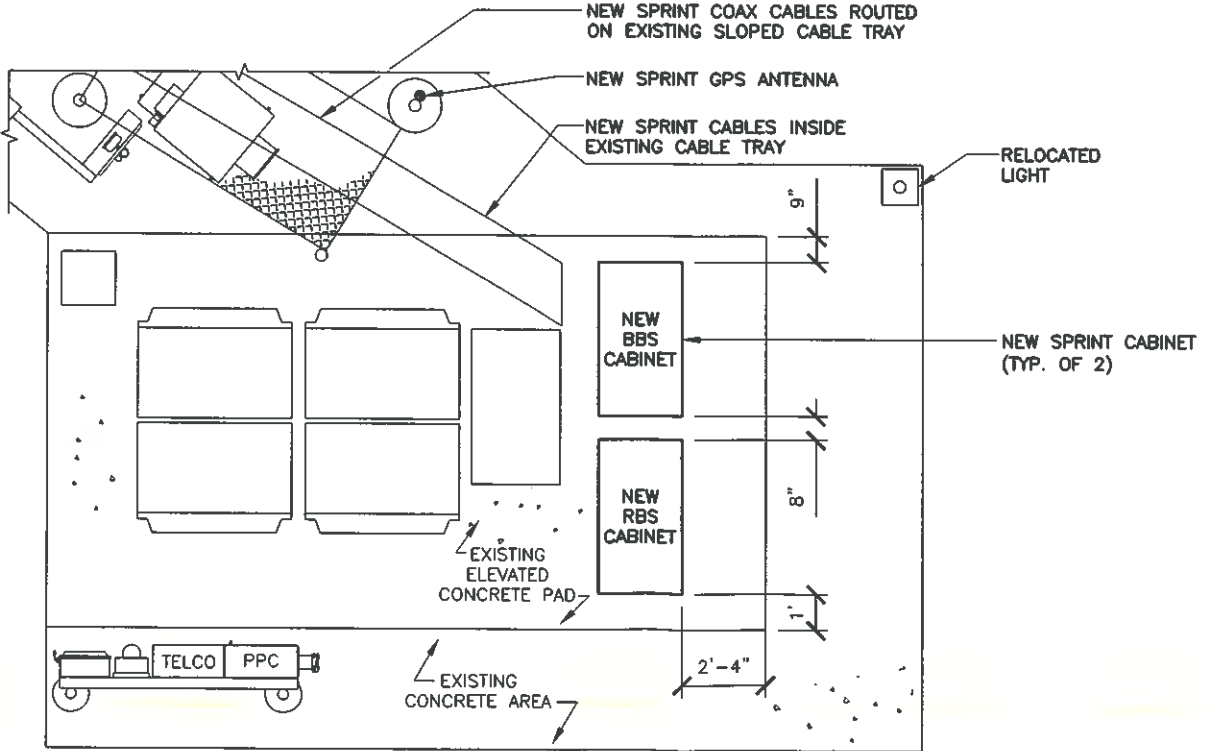 NEW SPRINT COAX CABLES ROUTED
ON EXISTING SLOPED CABLE TRAY
NEW SPRINT GPS ANTENNA
NEW SPRINT CABLES INSIDE
EXISTING CABLE TRAY
RELOCATED
LIGHT
9"
NEW
BBS
CABINET
NEW SPRINT CABINET
(TYP. OF 2)
8"
NEW
RBS
CABINET
EXISTING
ELEVATED
CONCRETE PAD
1'
TELCO
PPC
2'-4"
EXISTING
CONCRETE AREA